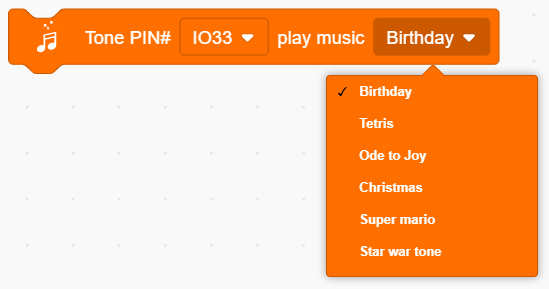 Tone PIN# IO33 play music Birthday
Birthday
Tetris
Ode to Joy
Christmas
Super mario
Star war tone